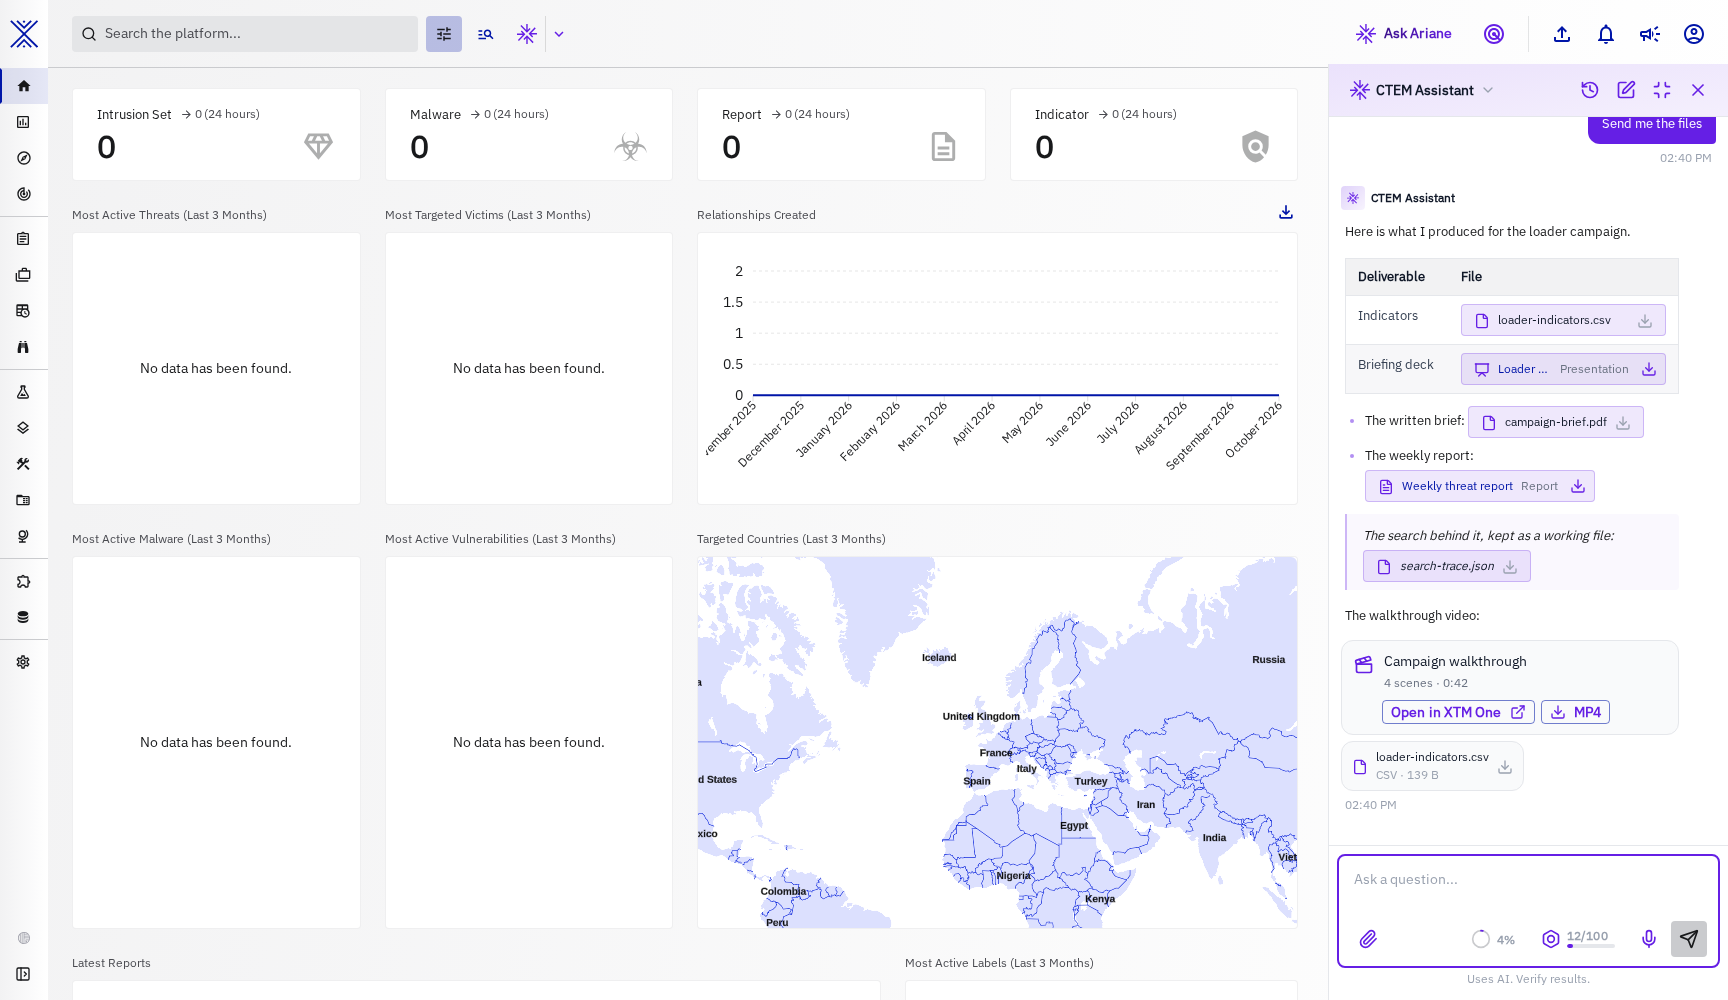 Search the platform...
Ask Ariane
CTEM Assistant
Send me the files
02:40 PM
Intrusion Set → 0 (24 hours)
0
Malware → 0 (24 hours)
0
Report → 0 (24 hours)
0
Indicator → 0 (24 hours)
0
Most Active Threats (Last 3 Months)
No data has been found.
Most Targeted Victims (Last 3 Months)
No data has been found.
Relationships Created
2
1.5
1
0.5
0
vember 2025
December 2025
January 2026
February 2026
March 2026
April 2026
May 2026
June 2026
July 2026
August 2026
September 2026
October 2026
Most Active Malware (Last 3 Months)
No data has been found.
Most Active Vulnerabilities (Last 3 Months)
No data has been found.
Targeted Countries (Last 3 Months)
Iceland
Russia
a
United Kingdom
France
Italy
Spain
Turkey
d States
Iran
Egypt
India
xico
Viet
Nigeria
Colombia
Kenya
Peru
Latest Reports
Most Active Labels (Last 3 Months)
CTEM Assistant
Here is what I produced for the loader campaign.
Deliverable File
Indicators loader-indicators.csv
Briefing deck Loader ... Presentation
• The written brief: campaign-brief.pdf
• The weekly report:
Weekly threat report Report
The search behind it, kept as a working file:
search-trace.json
The walkthrough video:
Campaign walkthrough
4 scenes · 0:42
Open in XTM One
MP4
loader-indicators.csv
CSV · 139 B
02:40 PM
Ask a question...
4%
12/100
Uses AI. Verify results.